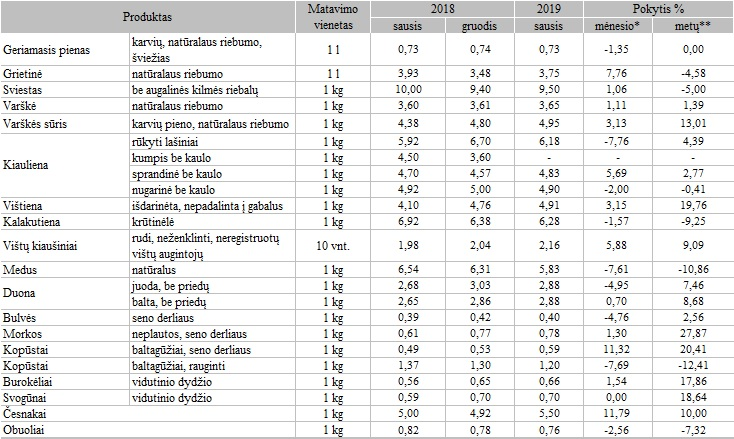 Produktas Matavimo vienetas 2018 2019 Pokytis %
sausis gruodis sausis mėnesio* metų**
Geriamasis pienas karvių, natūralaus riebumo, šviežias 1 l 0,73 0,74 0,73 -1,35 0,00
Grietinė natūralaus riebumo 1 l 3,93 3,48 3,75 7,76 -4,58
Sviestas be augalinės kilmės riebalų 1 kg 10,00 9,40 9,50 1,06 -5,00
Varškė natūralaus riebumo 1 kg 3,60 3,61 3,65 1,11 1,39
Varškės sūris karvių pieno, natūralaus riebumo 1 kg 4,38 4,80 4,95 3,13 13,01
Kiauliena rūkyti lašiniai 1 kg 5,92 6,70 6,18 -7,76 4,39
kumpis be kaulo 1 kg 4,50 3,60 - - -
sprandinė be kaulo 1 kg 4,70 4,57 4,83 5,69 2,77
nugarinė be kaulo 1 kg 4,92 5,00 4,90 -2,00 -0,41
Vištiena išdarinėta, nepadalinta į gabalus 1 kg 4,10 4,76 4,91 3,15 19,76
Kalakutiena krūtinėlė 1 kg 6,92 6,38 6,28 -1,57 -9,25
Vištų kiaušiniai rudi, neženklinti, neregistruotų vištų augintojų 10 vnt. 1,98 2,04 2,16 5,88 9,09
Medus natūralus 1 kg 6,54 6,31 5,83 -7,61 -10,86
Duona juoda, be priedų 1 kg 2,68 3,03 2,88 -4,95 7,46
balta, be priedų 1 kg 2,65 2,86 2,88 0,70 8,68
Bulvės seno derliaus 1 kg 0,39 0,42 0,40 -4,76 2,56
Morkos neplautos, seno derliaus 1 kg 0,61 0,77 0,78 1,30 27,87
Kopūstai baltagūžiai, seno derliaus 1 kg 0,49 0,53 0,59 11,32 20,41
Kopūstai baltagūžiai, rauginti 1 kg 1,37 1,30 1,20 -7,69 -12,41
Burokėliai vidutinio dydžio 1 kg 0,56 0,65 0,66 1,54 17,86
Svogūnai vidutinio dydžio 1 kg 0,59 0,70 0,70 0,00 18,64
Česnakai 1 kg 5,00 4,92 5,50 11,79 10,00
Obuoliai 1 kg 0,82 0,78 0,76 -2,56 -7,32